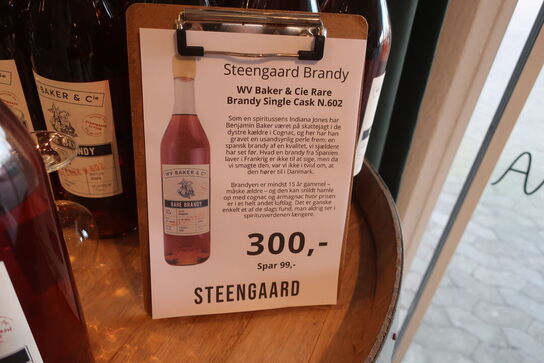 Steengaard Brandy
WV Baker & Cie Rare
Brandy Single Cask N.602
Som en spiritussens Indiana Jones har
Benjamin Baker været på skattejagt i de
dystre kældre i Cognac, og her har han
gravet en usandsynlig perle frem: en
spansk brandy af en kvalitet, vi sjældent
har set før. Hvad en brandy fra Spanien
laver i Frankrig er ikke til at sige, men da
vi smagte den, var vi ikke i tvivl om, at
den hører til i Danmark.
Brandyen er mindst 15 år gammel –
måske ældre – og den kan snildt hamle
op med cognac og armagnac hvor prisen
er i et helt andet luftlag. Det er ganske
enkelt et af de slags fund, man aldrig ser i
spiritusverdenen længere.
300,-
Spar 99,-
STEENGAARD
WV BAKER & Cie
RARE BRANDY
BAKER & Cie